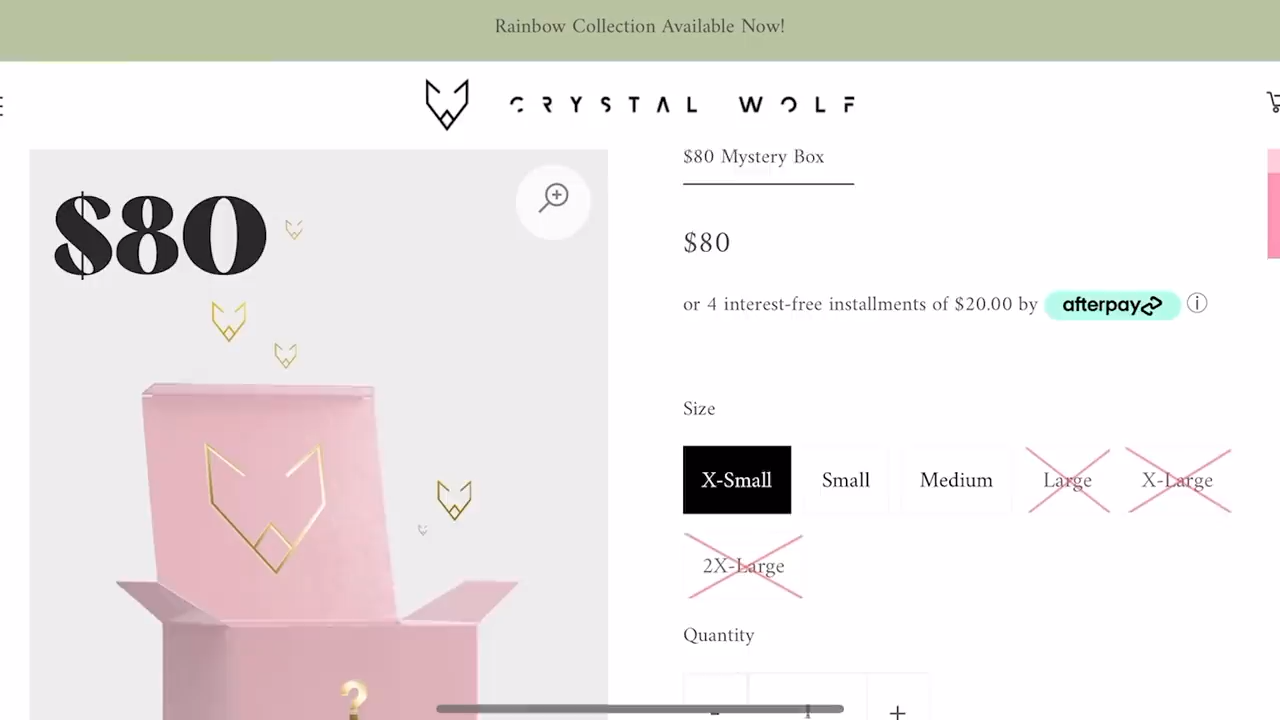 Rainbow Collection Available Now!
CRYSTAL WOLF
$80
$80 Mystery Box
$80
or 4 interest-free installments of $20.00 by afterpay
Size
X-Small Small Medium Large X-Large
2X-Large
Quantity
- 1 +
?